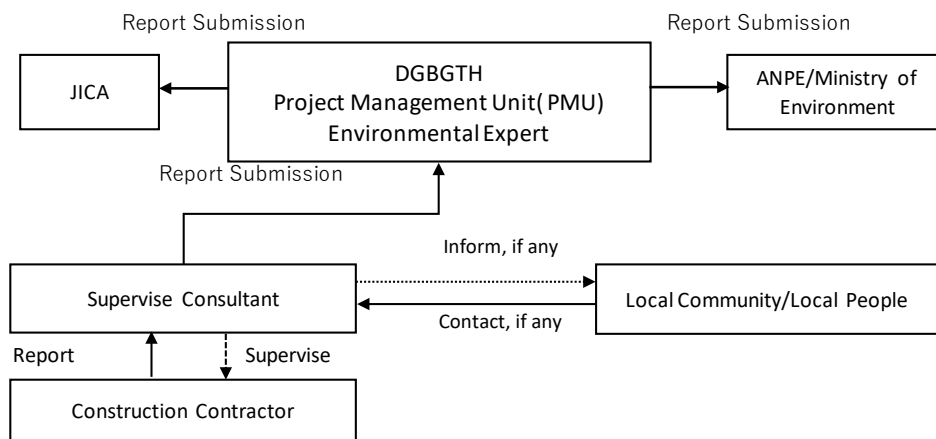 Report Submission
Report Submission
JICA
DGBGTH
Project Management Unit( PMU)
Environmental Expert
ANPE/Ministry of
Environment
Report Submission
Inform, if any
Supervise Consultant
Local Community/Local People
Contact, if any
Report
Supervise
Construction Contractor